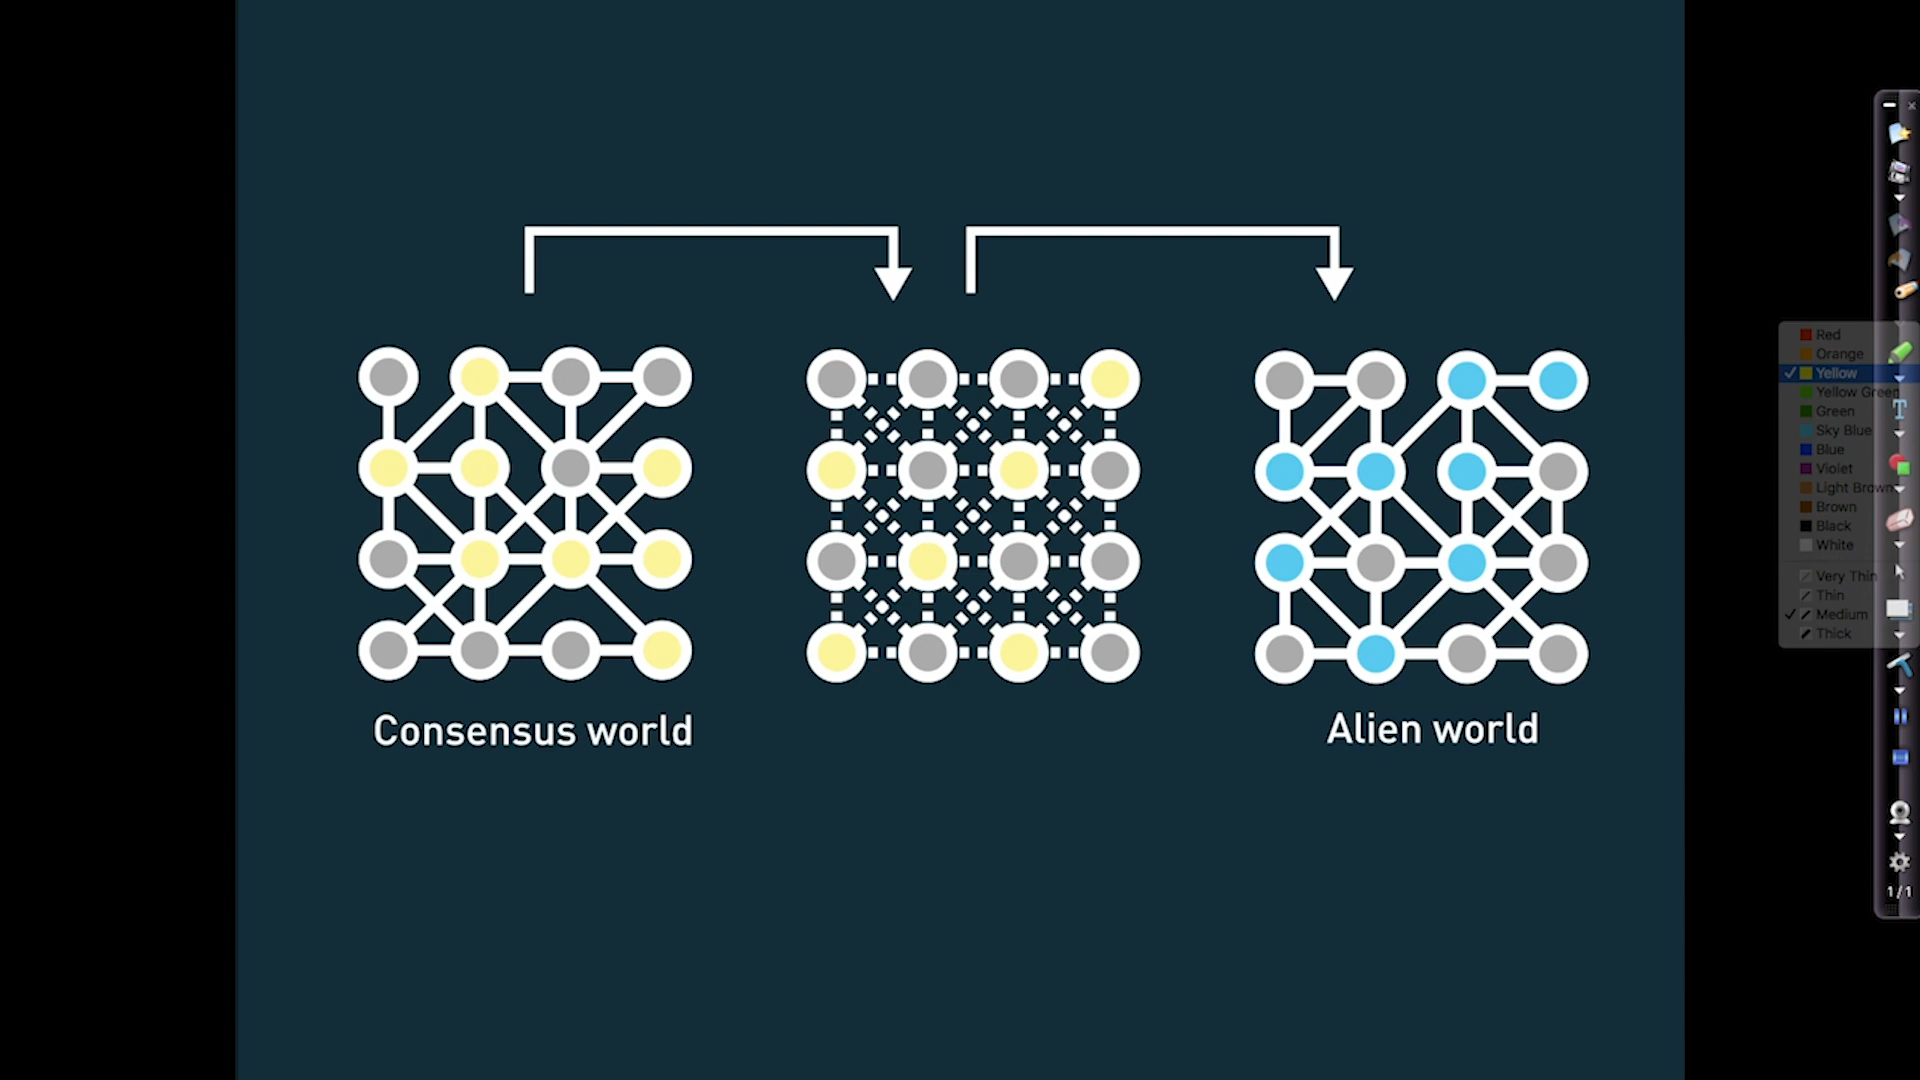 Consensus world
Alien world
Red
Orange
Yellow
Yellow Green
Green
Sky Blue
Blue
Violet
Light Brown
Brown
Black
White
Very Thin
Thin
Medium
Thick
T
1/1